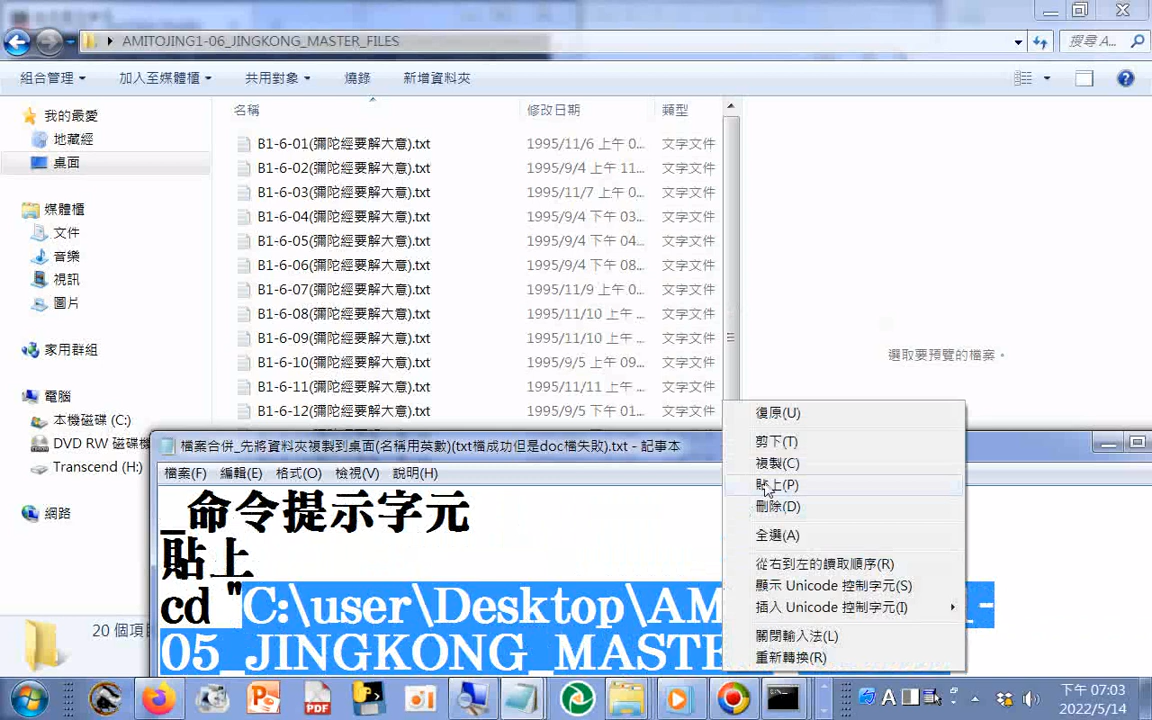 AMITOJING1-06_JINGKONG_MASTER_FILES
搜尋 A...
組合管理 加入至媒體櫃 共用對象 燒錄 新增資料夾
名稱 修改日期 類型
我的最愛
地藏經
桌面
媒體櫃
文件
音樂
視訊
圖片
家用群組
電腦
本機磁碟 (C:)
DVD RW 磁碟機
Transcend (H:)
網路
B1-6-01(彌陀經要解大意).txt 1995/11/6 上午 0... 文字文件
B1-6-02(彌陀經要解大意).txt 1995/9/4 上午 11... 文字文件
B1-6-03(彌陀經要解大意).txt 1995/11/7 上午 0... 文字文件
B1-6-04(彌陀經要解大意).txt 1995/9/4 下午 03... 文字文件
B1-6-05(彌陀經要解大意).txt 1995/9/4 下午 04... 文字文件
B1-6-06(彌陀經要解大意).txt 1995/9/4 下午 08... 文字文件
B1-6-07(彌陀經要解大意).txt 1995/11/9 上午 0... 文字文件
B1-6-08(彌陀經要解大意).txt 1995/11/10 上午 ... 文字文件
B1-6-09(彌陀經要解大意).txt 1995/11/10 上午 ... 文字文件
B1-6-10(彌陀經要解大意).txt 1995/9/5 上午 09... 文字文件
B1-6-11(彌陀經要解大意).txt 1995/11/11 上午 ... 文字文件
B1-6-12(彌陀經要解大意).txt 1995/9/5 下午 01... 文字文件
選取要預覽的檔案。
20 個項
檔案合併_先將資料夾複製到桌面(名稱用英數)(txt檔成功但是doc檔失敗).txt - 記事本
檔案(F) 編輯(E) 格式(O) 檢視(V) 說明(H)
_命令提示字元
貼上
cd "C:\user\Desktop\AM
1-
05_JINGKONG_MASTE
復原(U)
剪下(T)
複製(C)
貼上(P)
刪除(D)
全選(A)
從右到左的讀取順序(R)
顯示 Unicode 控制字元(S)
插入 Unicode 控制字元(I)
關閉輸入法(L)
重新轉換(R)
下午 07:03
2022/5/14